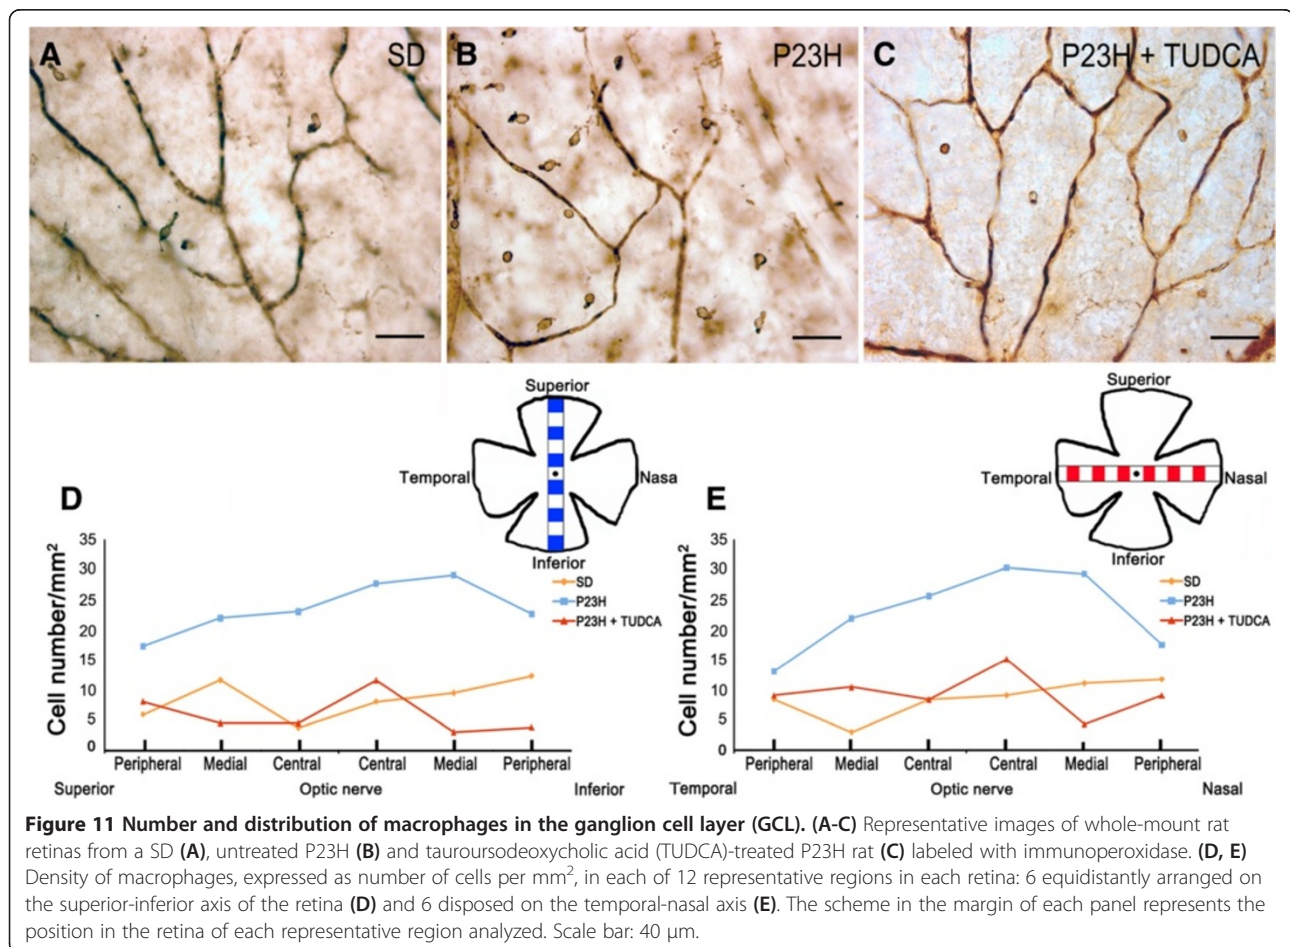 A
SD
B
P23H
C
P23H + TUDCA
Superior
Temporal
Nasa
Inferior
D
Cell number/mm²
35
30
25
20
15
10
5
0
SD
P23H
P23H + TUDCA
Peripheral Medial Central Central Medial Peripheral
Superior Optic nerve Inferior
Superior
Temporal
Nasal
Inferior
E
Cell number/mm²
35
30
25
20
15
10
5
0
SD
P23H
P23H + TUDCA
Peripheral Medial Central Central Medial Peripheral
Temporal Optic nerve Nasal
Figure 11 Number and distribution of macrophages in the ganglion cell layer (GCL). (A-C) Representative images of whole-mount rat
retinas from a SD (A), untreated P23H (B) and tauroursodeoxycholic acid (TUDCA)-treated P23H rat (C) labeled with immunoperoxidase. (D, E)
Density of macrophages, expressed as number of cells per mm², in each of 12 representative regions in each retina: 6 equidistantly arranged on
the superior-inferior axis of the retina (D) and 6 disposed on the temporal-nasal axis (E). The scheme in the margin of each panel represents the
position in the retina of each representative region analyzed. Scale bar: 40 μm.